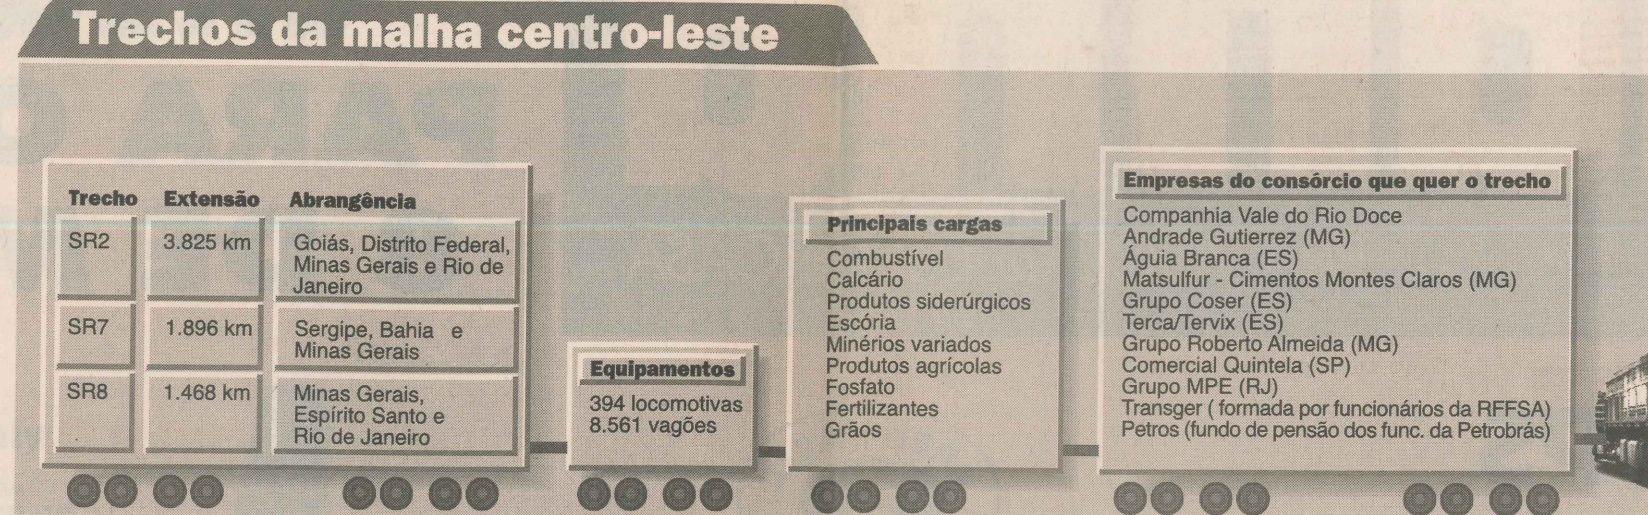 Trechos da malha centro-leste
Trecho Extensão Abrangência
SR2 3.825 km Goiás, Distrito Federal,
Minas Gerais e Rio de
Janeiro
SR7 1.896 km Sergipe, Bahia e
Minas Gerais
SR8 1.468 km Minas Gerais,
Espírito Santo e
Rio de Janeiro
Equipamentos
394 locomotivas
8.561 vagões
Principais cargas
Combustível
Calcário
Produtos siderúrgicos
Escória
Minérios variados
Produtos agrícolas
Fosfato
Fertilizantes
Grãos
Empresas do consórcio que quer o trecho
Companhia Vale do Rio Doce
Andrade Gutierrez (MG)
Águia Branca (ES)
Matsulfur - Cimentos Montes Claros (MG)
Grupo Coser (ES)
Terca/Tervix (ES)
Grupo Roberto Almeida (MG)
Comercial Quintela (SP)
Grupo MPE (RJ)
Transger ( formada por funcionários da RFFSA)
Petros (fundo de pensão dos func. da Petrobrás)